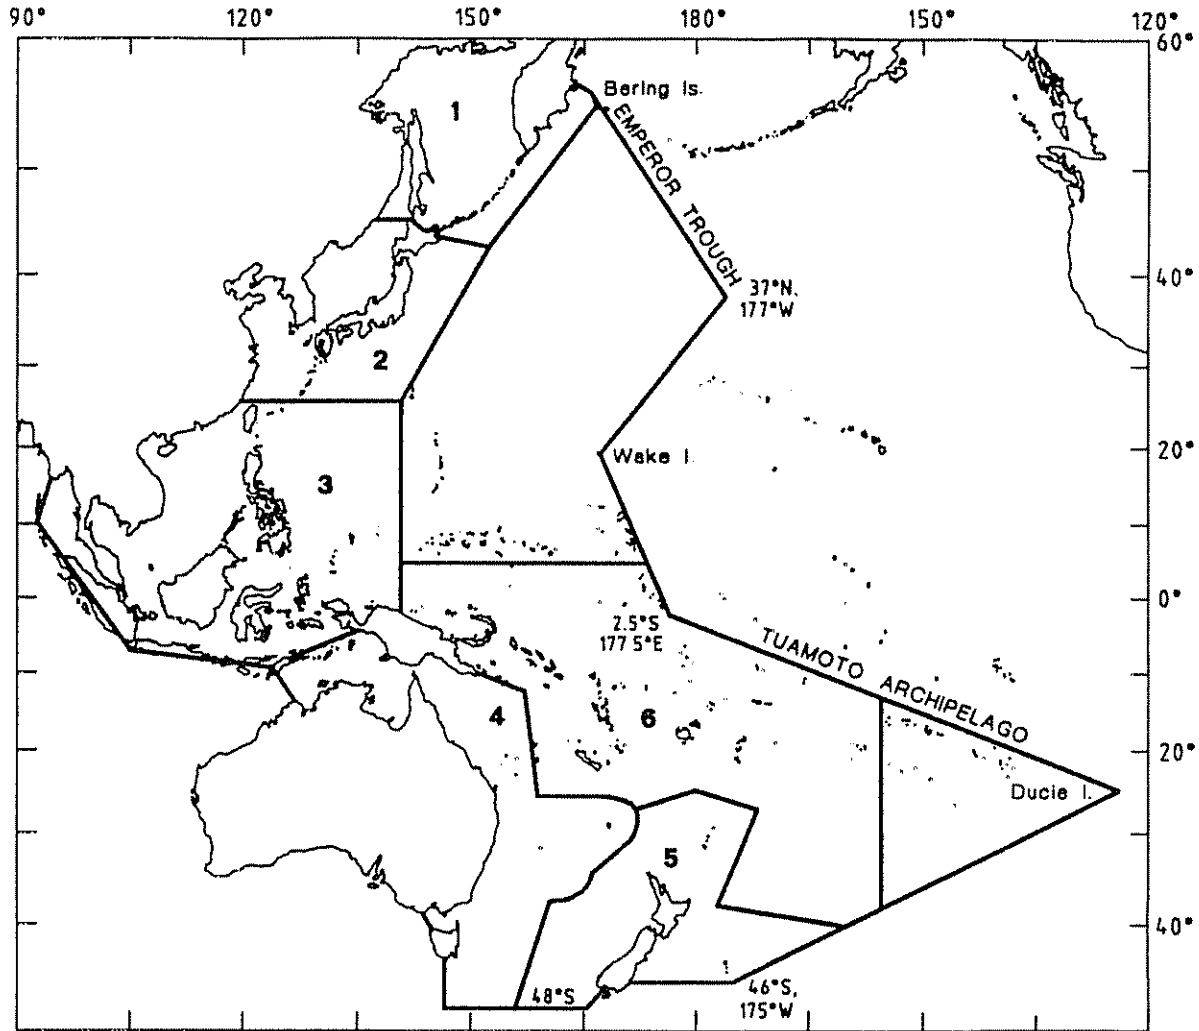 90° 120° 150° 180° 150° 120°
60°
1
Bering Is.
EMPEROR TROUGH
40°
37°N,
177°W
2
20°
Wake I.
3
0°
2.5°S
177 5°E
TUAMOTO ARCHIPELAGO
4
6
20°
Ducie I.
5
40°
48°S
46°S,
175°W